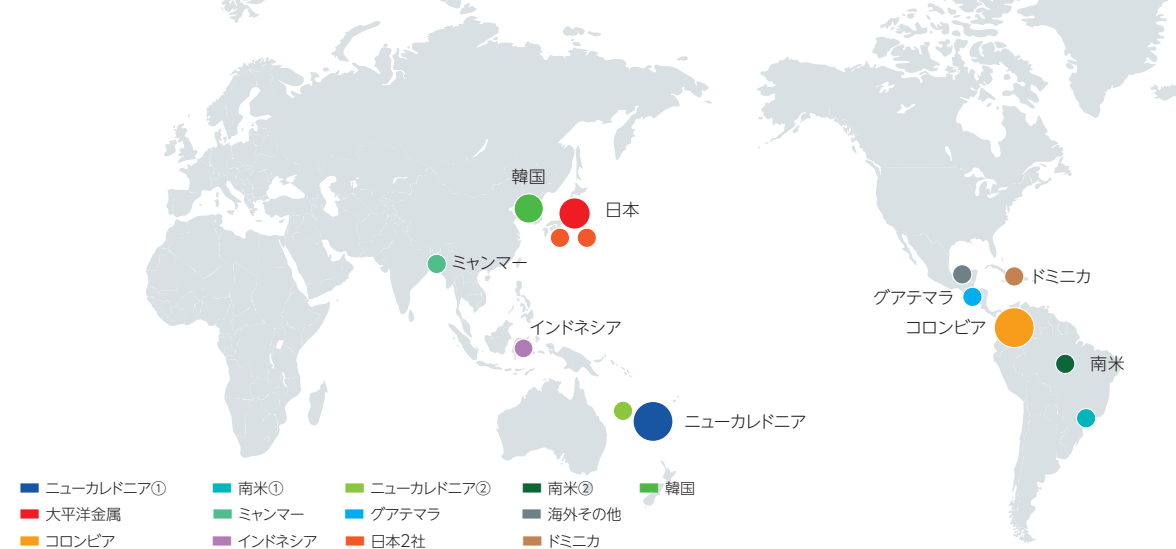 韓国
日本
ミャンマー
ドミニカ
グアテマラ
インドネシア
コロンビア
南米
ニューカレドニア
ニューカレドニア① 南米① ニューカレドニア② 南米② 韓国
大平洋金属 ミャンマー グアテマラ 海外その他
コロンビア インドネシア 日本2社 ドミニカ